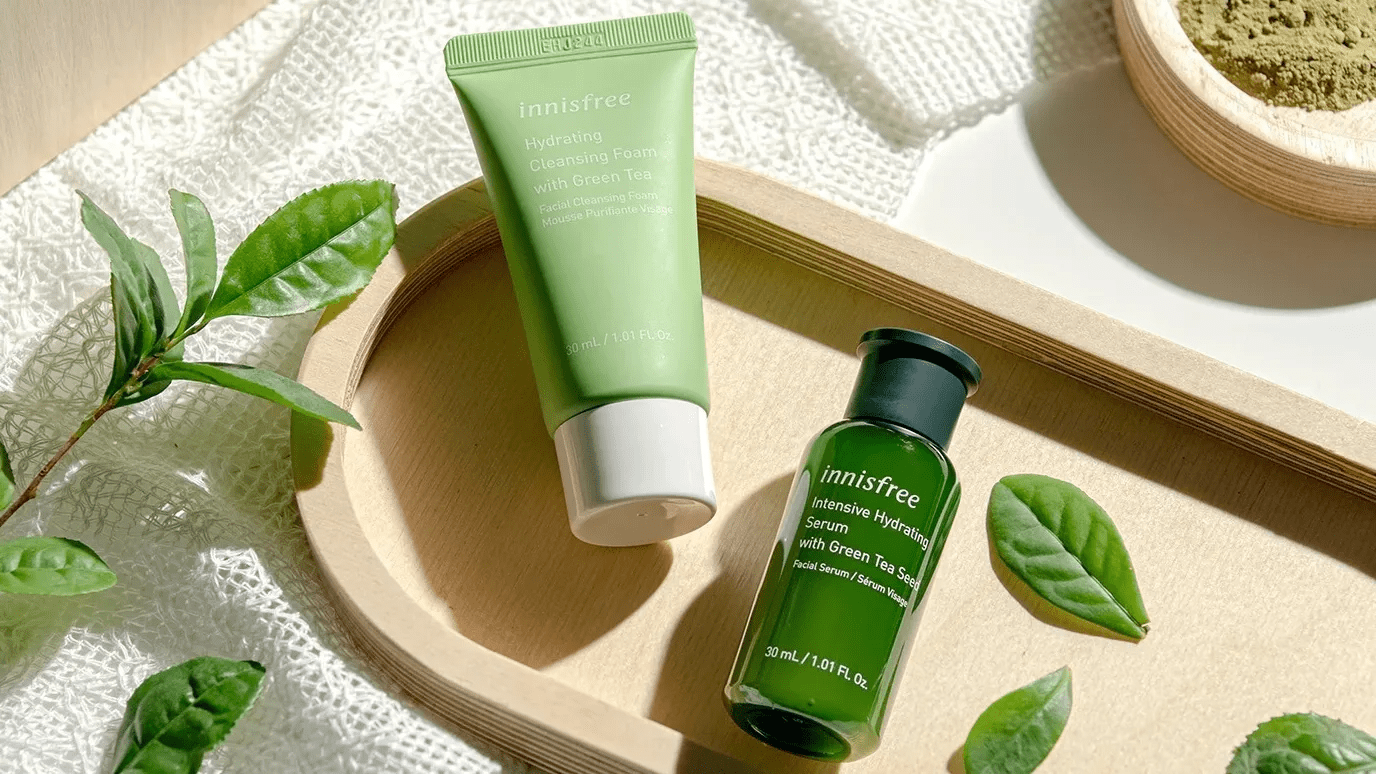 EHJ244
innisfree
Hydrating
Cleansing Foam
with Green Tea
Facial Cleansing Foam
Mousse Purifiante Visage
30 mL / 1.01 Fl. Oz.
innisfree
Intensive Hydrating
Serum
with Green Tea Seed
Facial Serum / Sérum Visage
30 mL / 1.01 Fl. Oz.